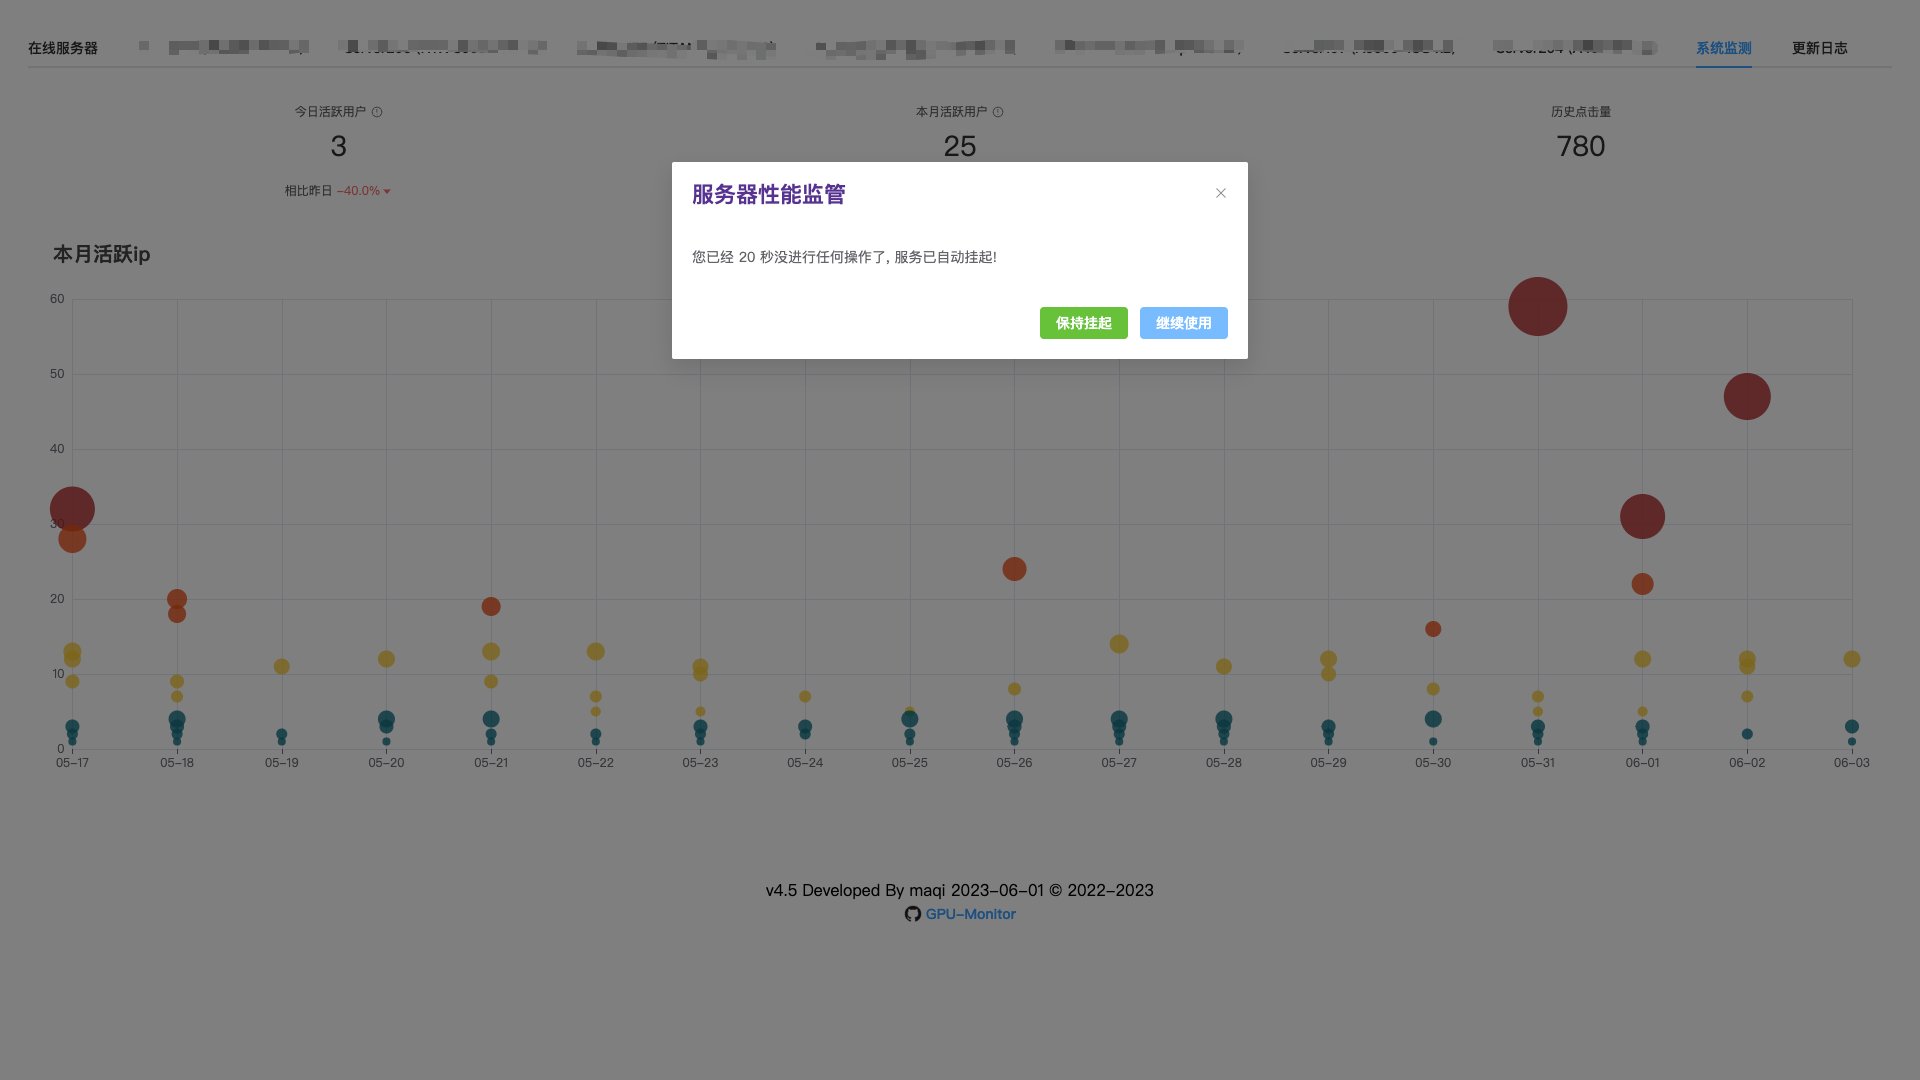 在线服务器
系统监测
更新日志
今日活跃用户
本月活跃用户
历史点击量
3
25
780
相比昨日 -40.0%
服务器性能监管
您已经 20 秒没进行任何操作了, 服务已自动挂起!
保持挂起
继续使用
本月活跃ip
60
50
40
30
20
10
0
05-17
05-18
05-19
05-20
05-21
05-22
05-23
05-24
05-25
05-26
05-27
05-28
05-29
05-30
05-31
06-01
06-02
06-03
v4.5 Developed By maqi 2023-06-01 © 2022-2023
GPU-Monitor